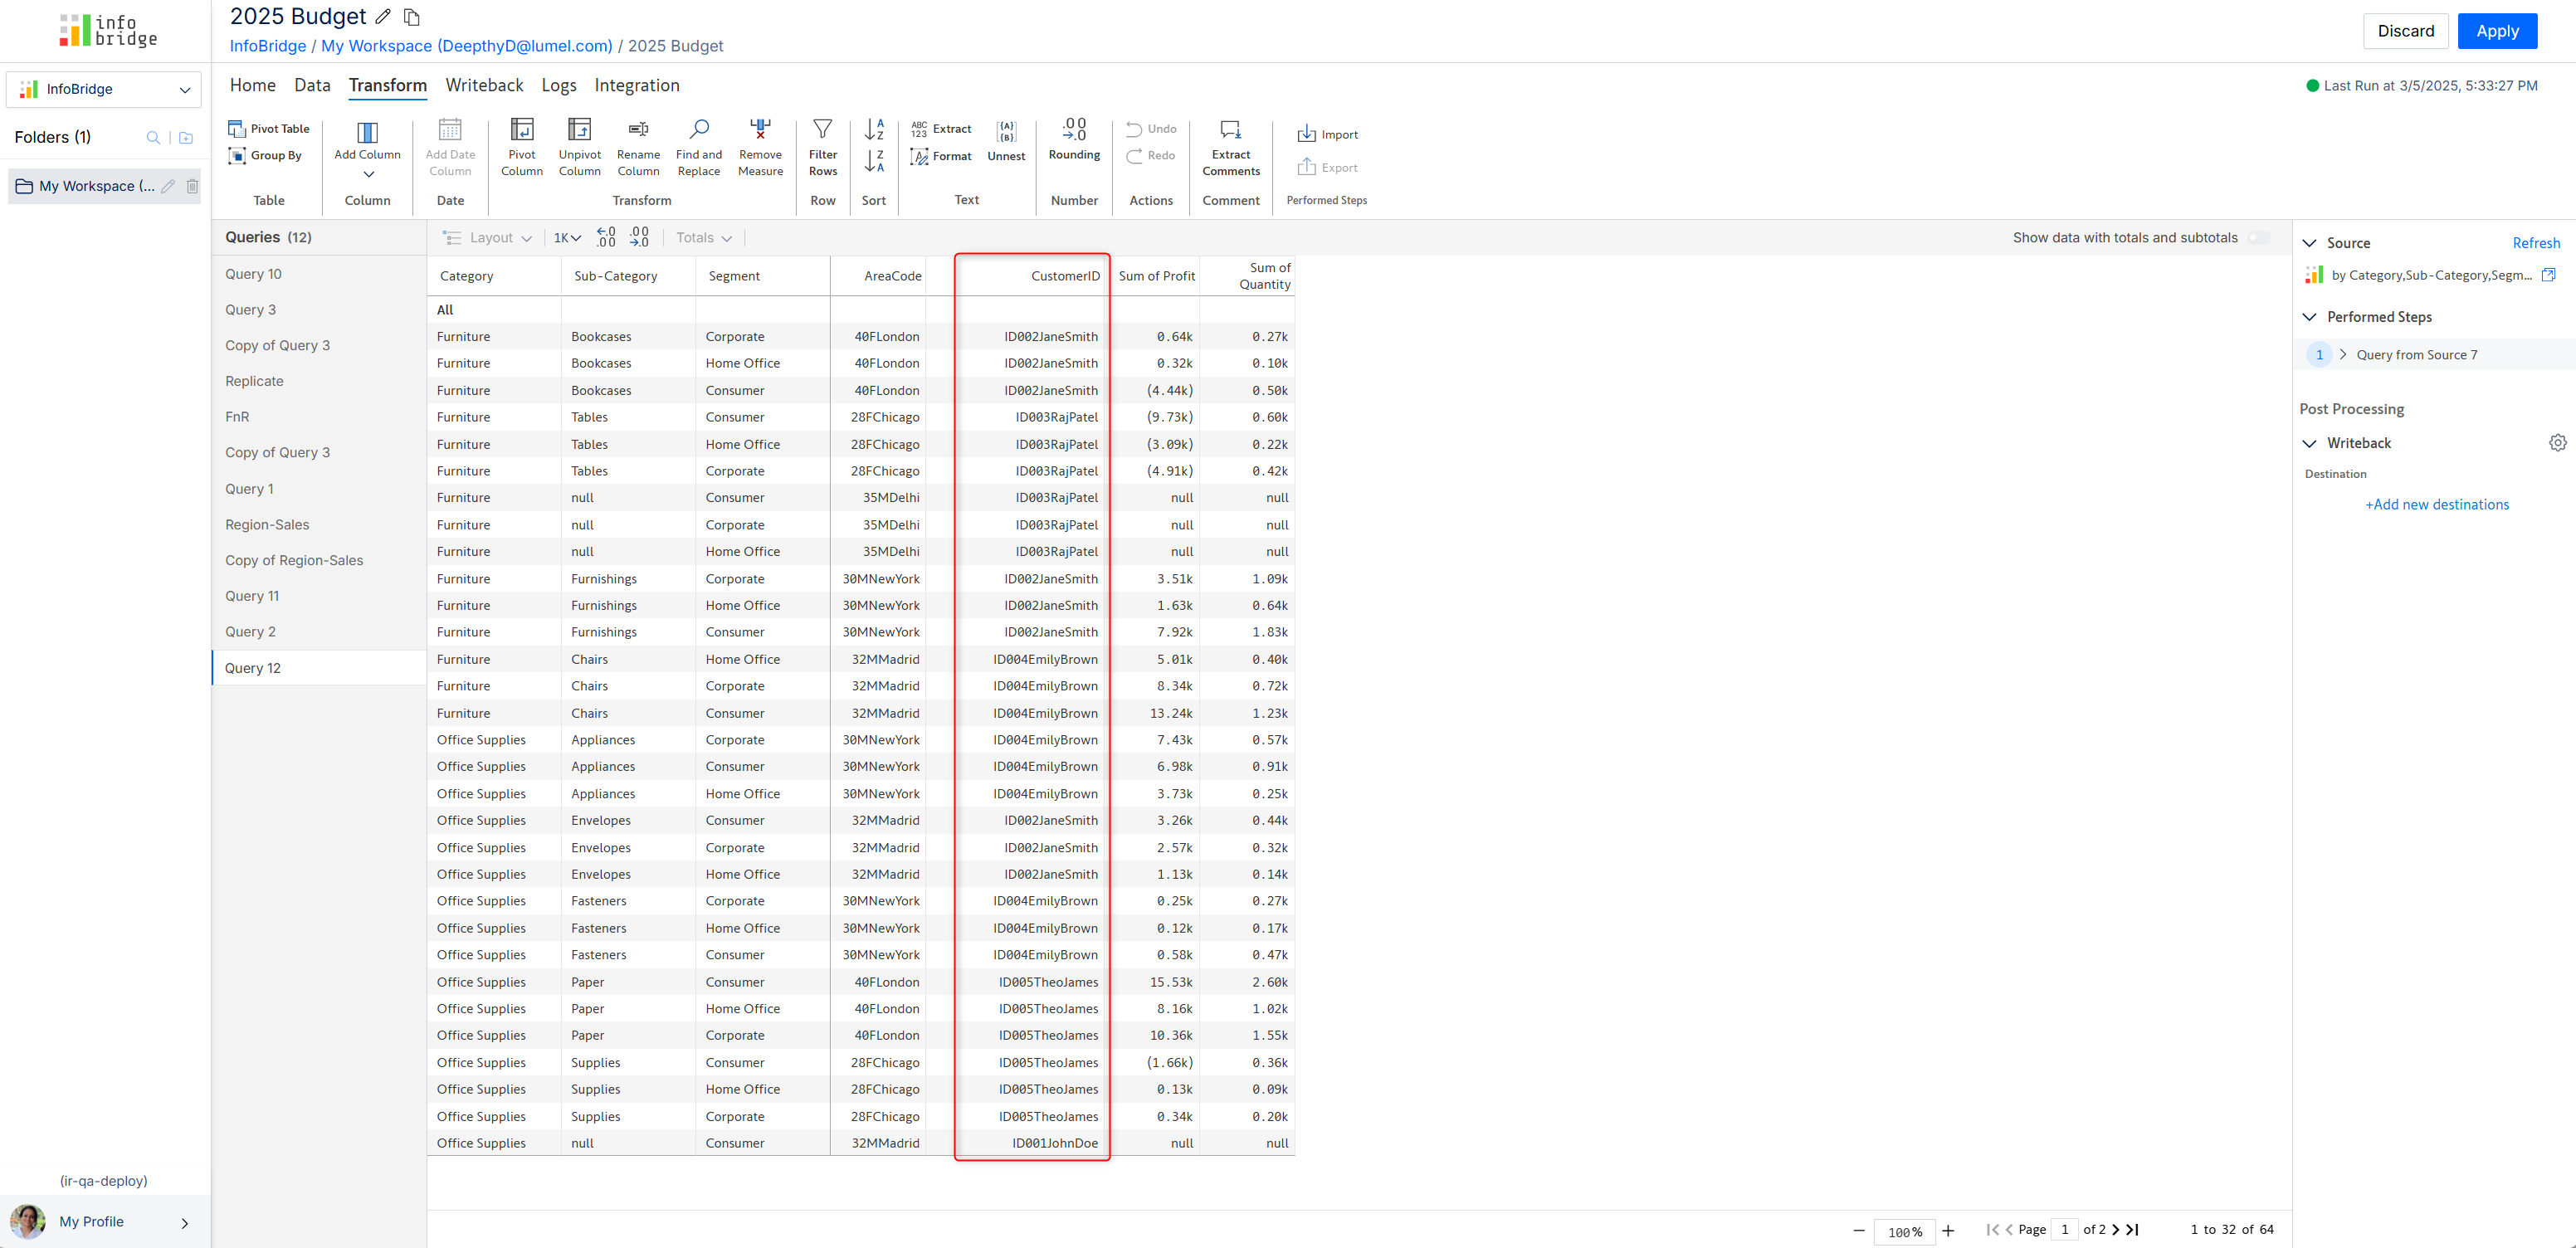 info
bridge
2025 Budget
InfoBridge / My Workspace (DeepthyD@lumel.com) / 2025 Budget
Discard
Apply
InfoBridge
Folders (1)
My Workspace (...
Home Data Transform Writeback Logs Integration
Last Run at 3/5/2025, 5:33:27 PM
Pivot Table
Group By
Table
Add Column
Column
Add Date
Column
Date
Pivot
Column
Unpivot
Column
Rename
Column
Find and
Replace
Remove
Measure
Transform
Filter
Rows
Row
A
Z
Z
A
Sort
ABC
123
Extract
Format
{A}
{B}
Unnest
Text
.00
→.0
Rounding
Number
Undo
Redo
Actions
Extract
Comments
Comment
Import
Export
Performed Steps
Queries (12)
Query 10
Query 3
Copy of Query 3
Replicate
FnR
Copy of Query 3
Query 1
Region-Sales
Copy of Region-Sales
Query 11
Query 2
Query 12
Layout 1K ←.0 .00 .00 →.0 Totals
Show data with totals and subtotals
Category Sub-Category Segment AreaCode CustomerID Sum of Profit Sum of Quantity
All
Furniture Bookcases Corporate 40FLondon ID002JaneSmith 0.64k 0.27k
Furniture Bookcases Home Office 40FLondon ID002JaneSmith 0.32k 0.10k
Furniture Bookcases Consumer 40FLondon ID002JaneSmith (4.44k) 0.50k
Furniture Tables Consumer 28FChicago ID003RajPatel (9.73k) 0.60k
Furniture Tables Home Office 28FChicago ID003RajPatel (3.09k) 0.22k
Furniture Tables Corporate 28FChicago ID003RajPatel (4.91k) 0.42k
Furniture null Consumer 35MDelhi ID003RajPatel null null
Furniture null Corporate 35MDelhi ID003RajPatel null null
Furniture null Home Office 35MDelhi ID003RajPatel null null
Furniture Furnishings Corporate 30MNewYork ID002JaneSmith 3.51k 1.09k
Furniture Furnishings Home Office 30MNewYork ID002JaneSmith 1.63k 0.64k
Furniture Furnishings Consumer 30MNewYork ID002JaneSmith 7.92k 1.83k
Furniture Chairs Home Office 32MMadrid ID004EmilyBrown 5.01k 0.40k
Furniture Chairs Corporate 32MMadrid ID004EmilyBrown 8.34k 0.72k
Furniture Chairs Consumer 32MMadrid ID004EmilyBrown 13.24k 1.23k
Office Supplies Appliances Corporate 30MNewYork ID004EmilyBrown 7.43k 0.57k
Office Supplies Appliances Consumer 30MNewYork ID004EmilyBrown 6.98k 0.91k
Office Supplies Appliances Home Office 30MNewYork ID004EmilyBrown 3.73k 0.25k
Office Supplies Envelopes Consumer 32MMadrid ID002JaneSmith 3.26k 0.44k
Office Supplies Envelopes Corporate 32MMadrid ID002JaneSmith 2.57k 0.32k
Office Supplies Envelopes Home Office 32MMadrid ID002JaneSmith 1.13k 0.14k
Office Supplies Fasteners Corporate 30MNewYork ID004EmilyBrown 0.25k 0.27k
Office Supplies Fasteners Home Office 30MNewYork ID004EmilyBrown 0.12k 0.17k
Office Supplies Fasteners Consumer 30MNewYork ID004EmilyBrown 0.58k 0.47k
Office Supplies Paper Consumer 40FLondon ID005TheoJames 15.53k 2.60k
Office Supplies Paper Home Office 40FLondon ID005TheoJames 8.16k 1.02k
Office Supplies Paper Corporate 40FLondon ID005TheoJames 10.36k 1.55k
Office Supplies Supplies Consumer 28FChicago ID005TheoJames (1.66k) 0.36k
Office Supplies Supplies Home Office 28FChicago ID005TheoJames 0.13k 0.09k
Office Supplies Supplies Corporate 28FChicago ID005TheoJames 0.34k 0.20k
Office Supplies null Consumer 32MMadrid ID001JohnDoe null null
Source Refresh
by Category,Sub-Category,Segm...
Performed Steps
1 Query from Source 7
Post Processing
Writeback
Destination
+Add new destinations
(ir-qa-deploy)
My Profile
100% Page 1 of 2 1 to 32 of 64